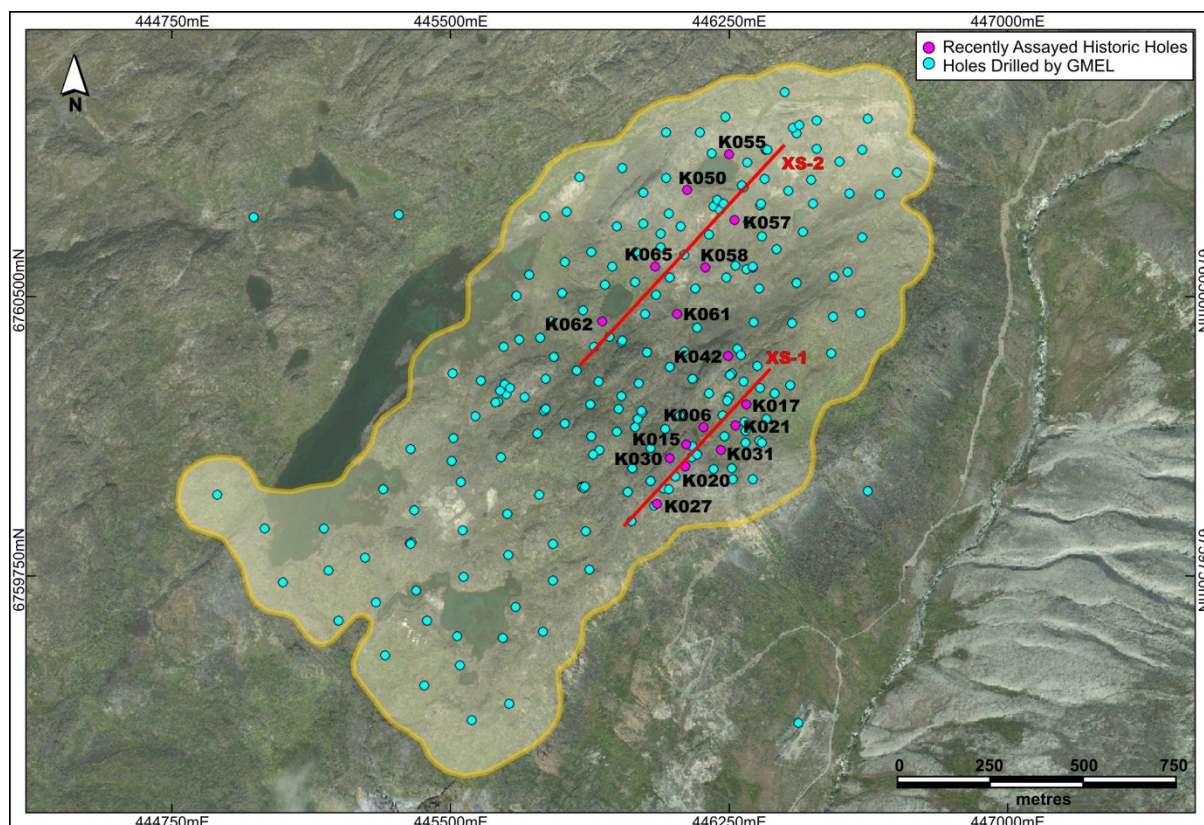 444750mE
445500mE
446250mE
447000mE
Recently Assayed Historic Holes
Holes Drilled by GMEL
N
K055
XS-2
K050
K057
K065
K058
6760500mN
6760500mN
K062
K061
K042
XS-1
K017
K006
K021
K015
K031
K030
K020
K027
6759750mN
6759750mN
0
250
500
750
metres
444750mE
445500mE
446250mE
447000mE